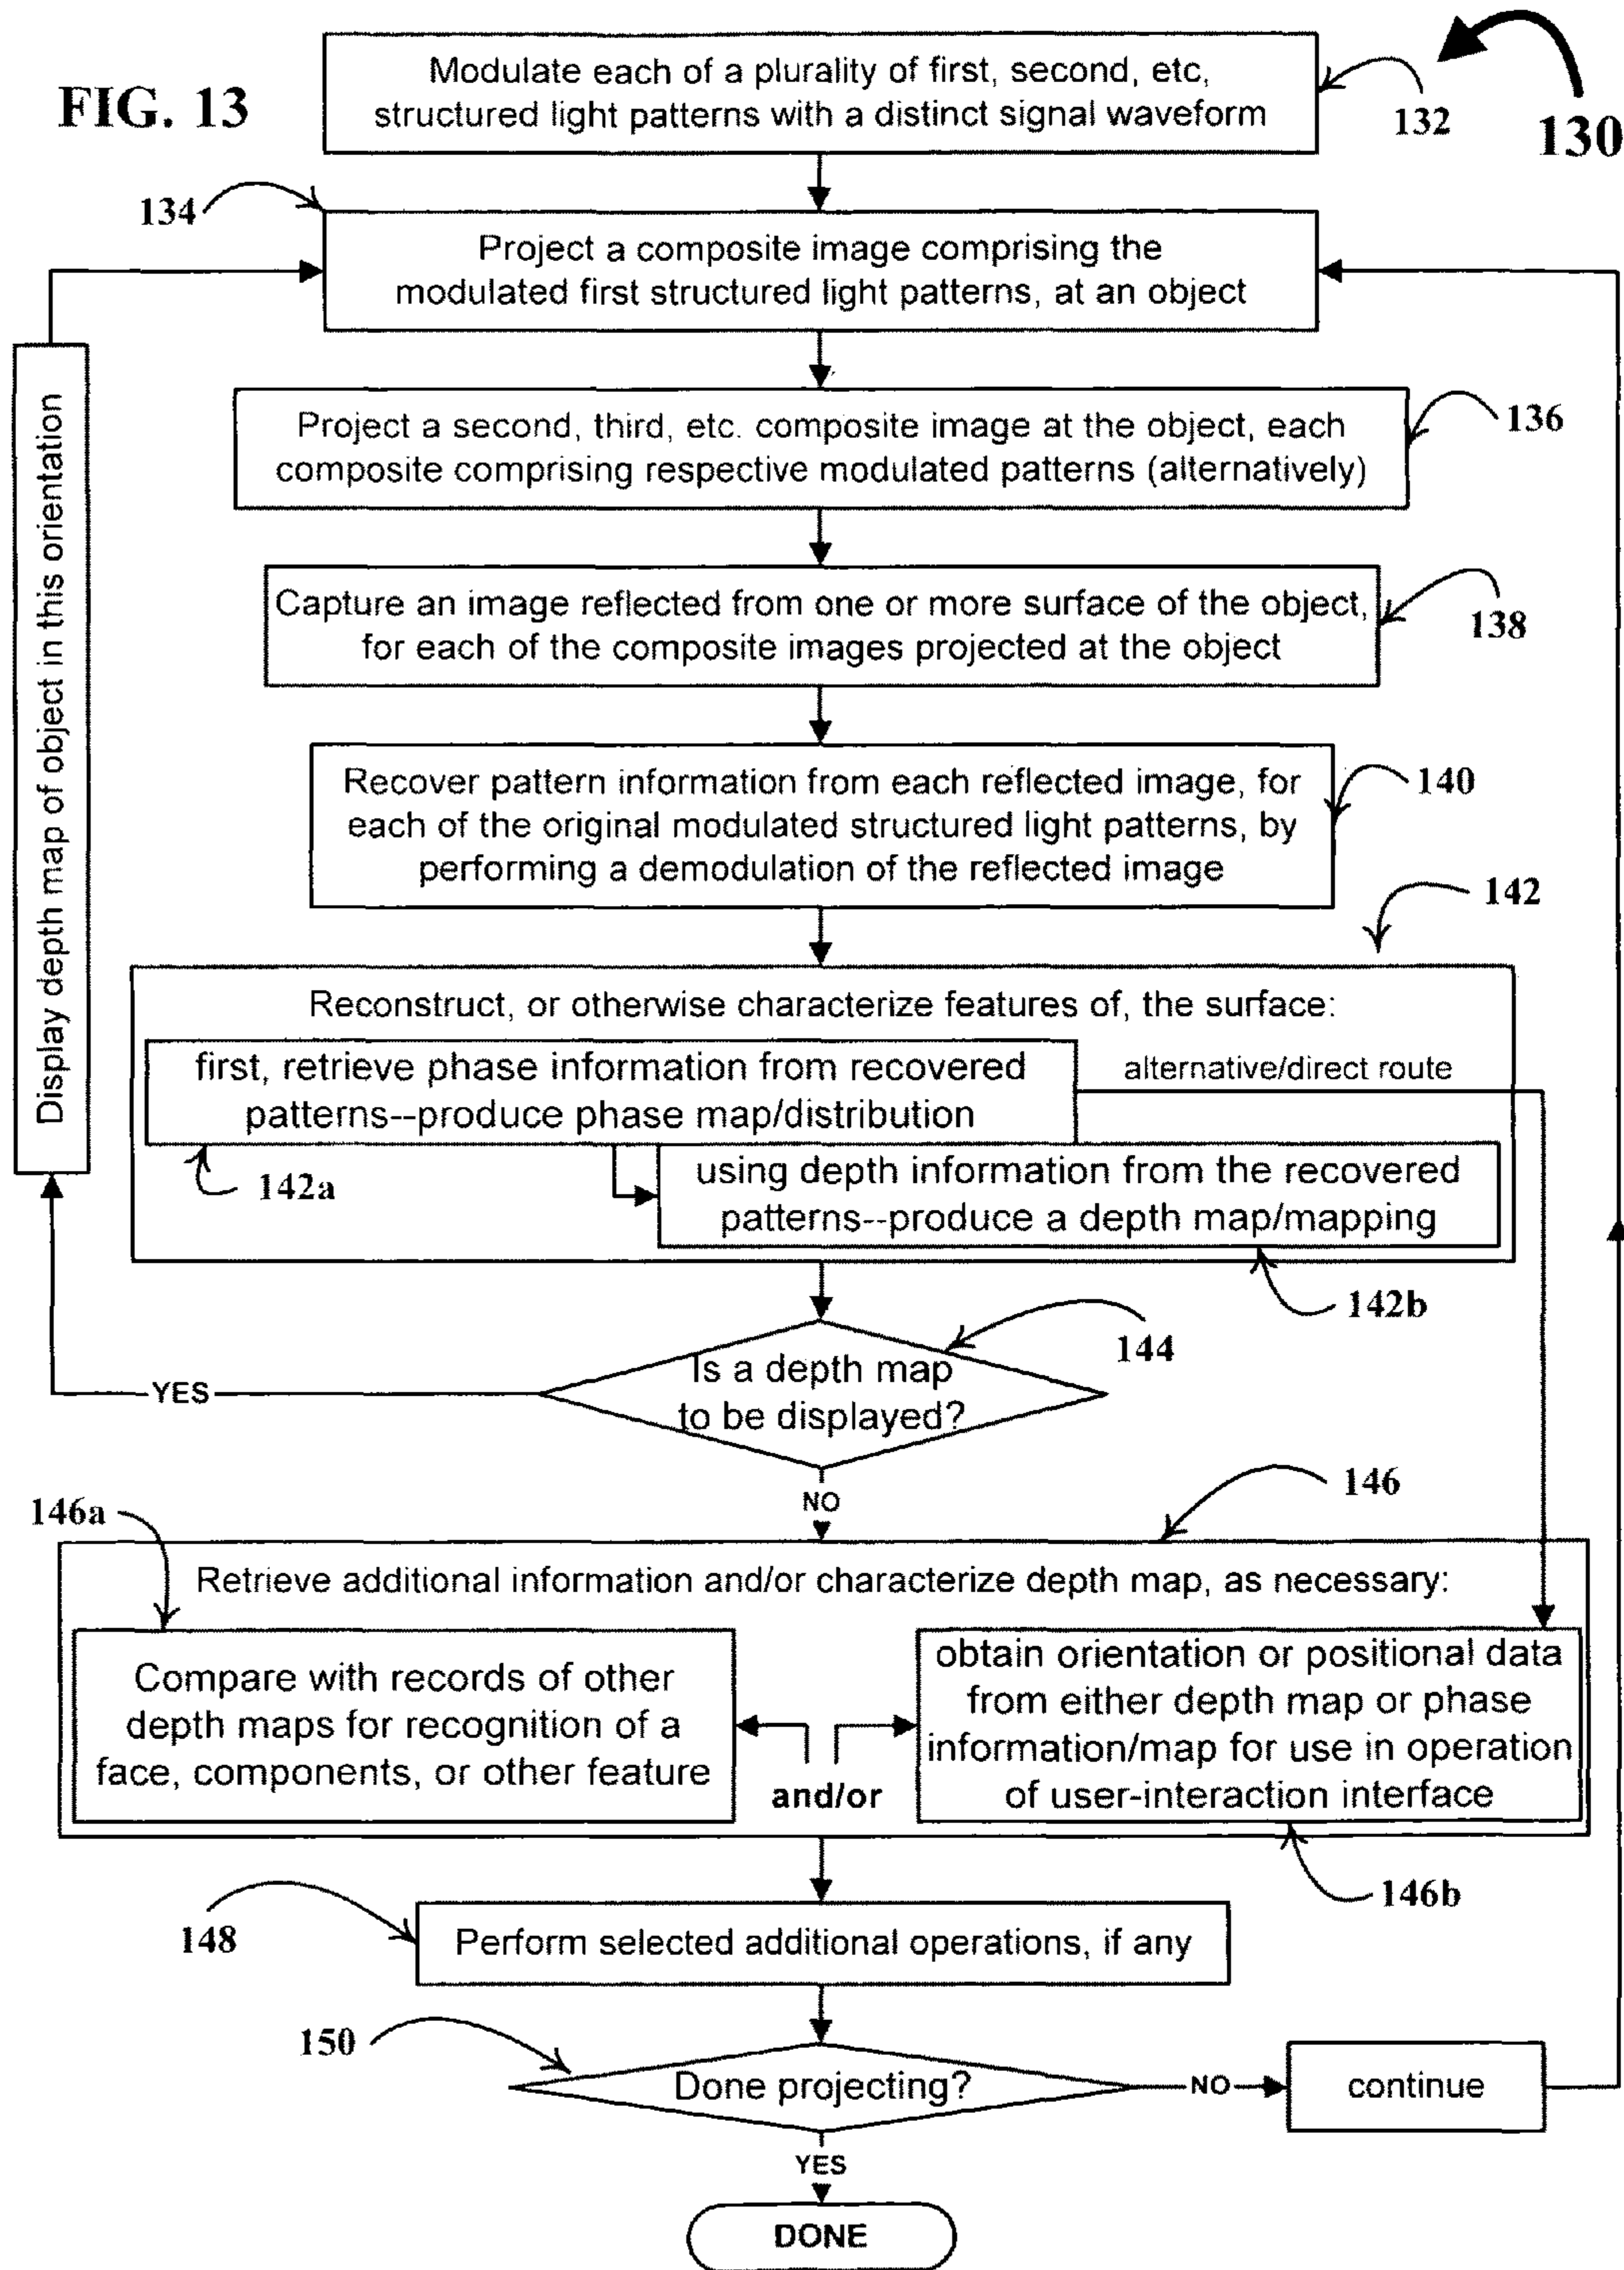 FIG. 13
130
Modulate each of a plurality of first, second, etc,
structured light patterns with a distinct signal waveform
132
134
Project a composite image comprising the
modulated first structured light patterns, at an object
Project a second, third, etc. composite image at the object, each
composite comprising respective modulated patterns (alternatively)
136
Capture an image reflected from one or more surface of the object,
for each of the composite images projected at the object
138
Recover pattern information from each reflected image, for
each of the original modulated structured light patterns, by
performing a demodulation of the reflected image
140
142
Reconstruct, or otherwise characterize features of, the surface:
first, retrieve phase information from recovered
patterns--produce phase map/distribution
alternative/direct route
142a
using depth information from the recovered
patterns--produce a depth map/mapping
142b
Display depth map of object in this orientation
144
Is a depth map
to be displayed?
YES
NO
146
146a
Retrieve additional information and/or characterize depth map, as necessary:
Compare with records of other
depth maps for recognition of a
face, components, or other feature
and/or
obtain orientation or positional data
from either depth map or phase
information/map for use in operation
of user-interaction interface
146b
148
Perform selected additional operations, if any
150
Done projecting?
NO
continue
YES
DONE